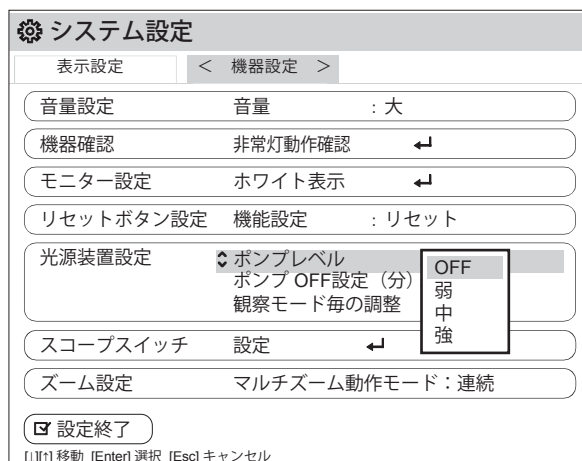 システム設定
表示設定 < 機器設定 >
音量設定 音量 : 大
機器確認 非常灯動作確認 ↵
モニター設定 ホワイト表示 ↵
リセットボタン設定 機能設定 : リセット
光源装置設定 ポンプレベル OFF
ポンプ OFF設定（分） 弱
観察モード毎の調整 中
強
スコープスイッチ 設定 ↵
ズーム設定 マルチズーム動作モード：連続
設定終了
[↓][↑] 移動 [Enter] 選択 [Esc] キャンセル